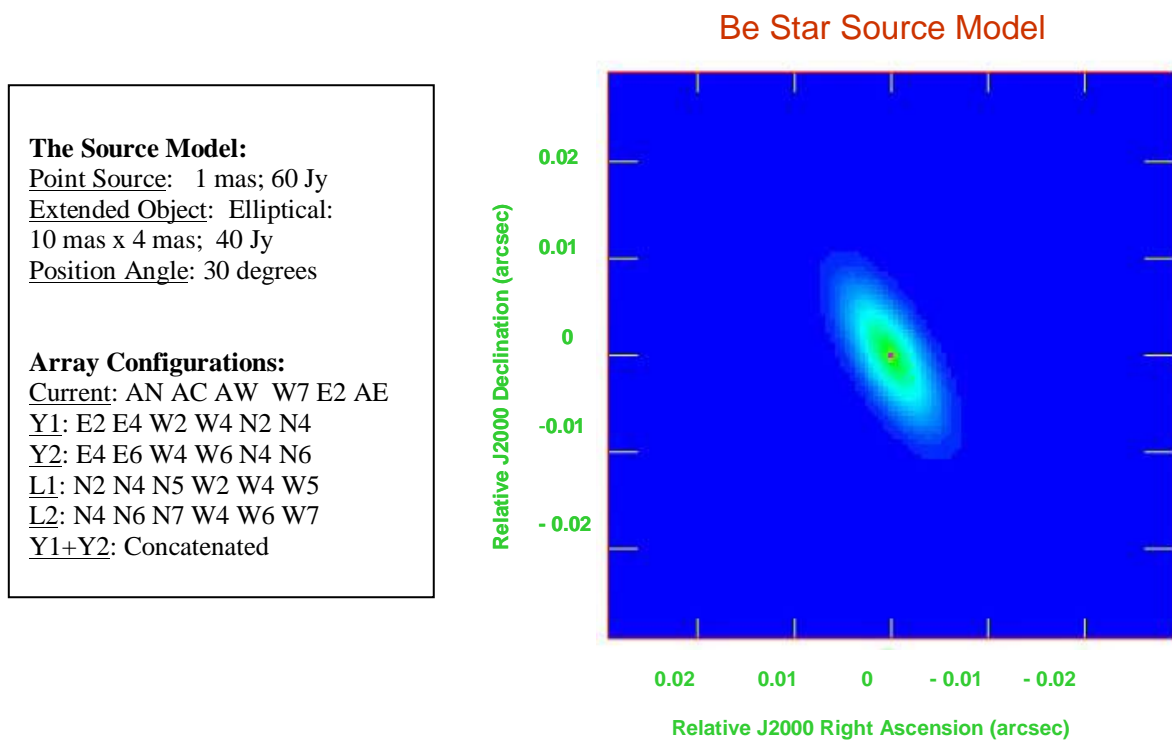 Be Star Source Model
The Source Model:
Point Source: 1 mas; 60 Jy
Extended Object: Elliptical:
10 mas x 4 mas; 40 Jy
Position Angle: 30 degrees
Array Configurations:
Current: AN AC AW W7 E2 AE
Y1: E2 E4 W2 W4 N2 N4
Y2: E4 E6 W4 W6 N4 N6
L1: N2 N4 N5 W2 W4 W5
L2: N4 N6 N7 W4 W6 W7
Y1+Y2: Concatenated
Relative J2000 Declination (arcsec)
0.02
0.01
0
-0.01
- 0.02
0.02 0.01 0 - 0.01 - 0.02
Relative J2000 Right Ascension (arcsec)